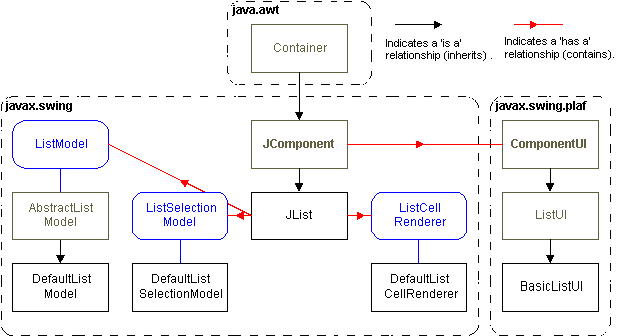 java.awt
Container
Indicates a 'is a'
relationship (inherits) .
Indicates a 'has a'
relationship (contains).
javax.swing
javax.swing.plaf
ListModel
JComponent
ComponentUI
AbstractList
Model
ListSelection
Model
JList
ListCell
Renderer
ListUI
DefaultList
Model
DefaultList
SelectionModel
DefaultList
CellRenderer
BasicListUI